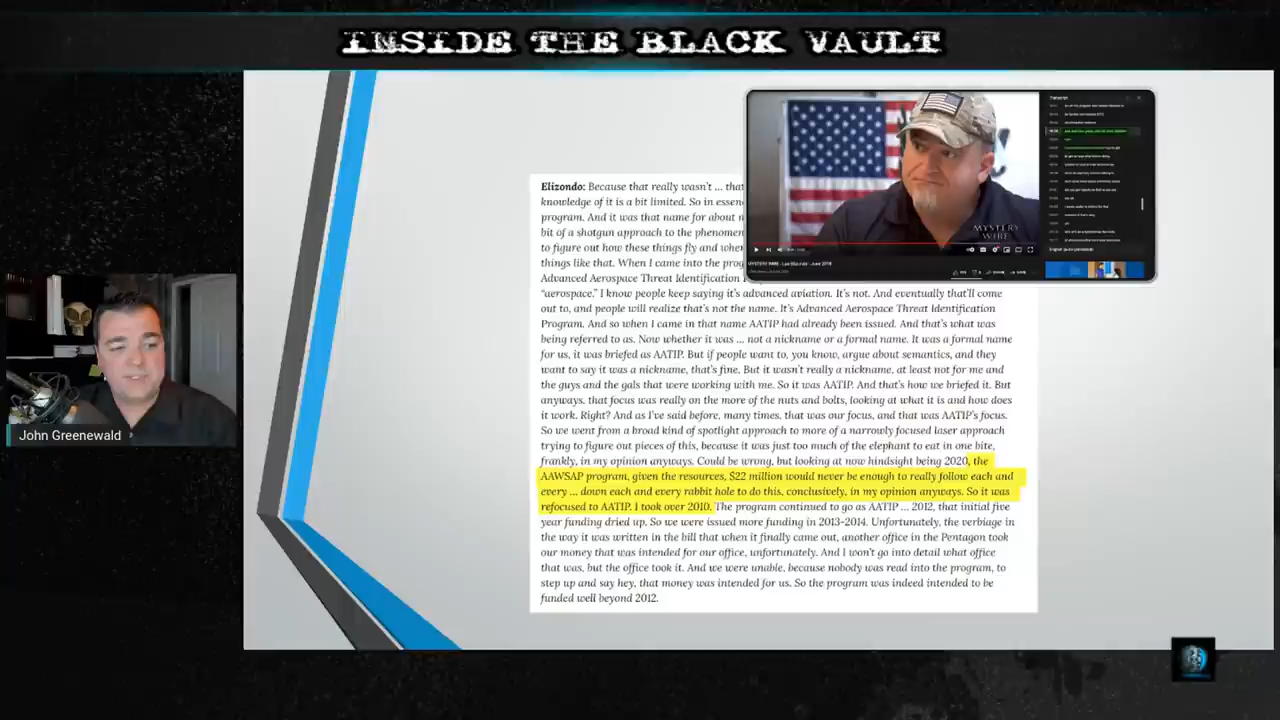 INSIDE THE BLACK VAULT
MYSTERY
WIRE
Elizondo: Because that really wasn't ... that
knowledge of it is a bit limited. So in essen
program. And it was that name for about n
bit of a shotgun approach to the phenomen
to figure out how these things fly and whe
things like that. When I came into the prog
Advanced Aerospace Threat Identification
"aerospace." I know people keep saying it's advanced aviation. It's not. And eventually that'll come
out to, and people will realize that's not the name. It's Advanced Aerospace Threat Identification
Program. And so when I came in that name AATIP had already been issued. And that's what was
being referred to as. Now whether it was ... not a nickname or a formal name. It was a formal name
for us, it was briefed as AATIP. But if people want to, you know, argue about semantics, and they
want to say it was a nickname, that's fine. But it wasn't really a nickname, at least not for me and
the guys and the gals that were working with me. So it was AATIP. And that's how we briefed it. But
anyways, that focus was really on the more of the nuts and bolts, looking at what it is and how does
it work. Right? And as I've said before, many times, that was our focus, and that was AATIP's focus.
So we went from a broad kind of spotlight approach to more of a narrowly focused laser approach
trying to figure out pieces of this, because it was just too much of the elephant to eat in one bite,
frankly, in my opinion anyways. Could be wrong, but looking at now hindsight being 2020, the
AAWSAP program, given the resources, $22 million would never be enough to really follow each and
every ... down each and every rabbit hole to do this, conclusively, in my opinion anyways. So it was
refocused to AATIP. I took over 2010. The program continued to go as AATIP ... 2012, that initial five
year funding dried up. So we were issued more funding in 2013-2014. Unfortunately, the verbiage in
the way it was written in the bill that when it finally came out, another office in the Pentagon took
our money that was intended for our office, unfortunately. And I won't go into detail what office
that was, but the office took it. And we were unable, because nobody was read into the program, to
step up and say hey, that money was intended for us. So the program was indeed intended to be
funded well beyond 2012.
John Greenewald